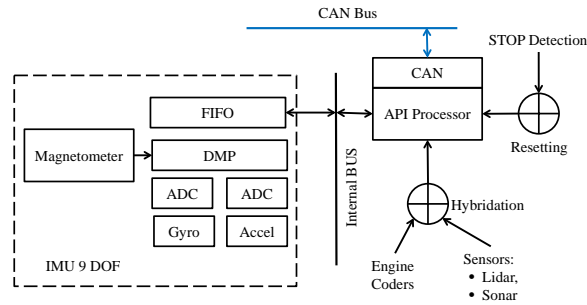 CAN Bus
STOP Detection
CAN
FIFO
API Processor
Magnetometer
DMP
Resetting
ADC
ADC
Internal BUS
Hybridation
Gyro
Accel
IMU 9 DOF
Engine
Coders
Sensors:
• Lidar,
• Sonar